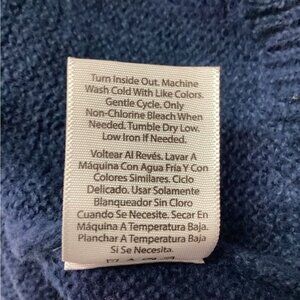 Turn Inside Out. Machine
Wash Cold With Like Colors.
Gentle Cycle. Only
Non-Chlorine Bleach When
Needed. Tumble Dry Low.
Low Iron If Needed.
Voltear Al Revés. Lavar A
Máquina Con Agua Fría Y Con
Colores Similares. Ciclo
Delicado. Usar Solamente
Blanqueador Sin Cloro
Cuando Se Necesite. Secar En
Máquina A Temperatura Baja.
Planchar A Temperatura Baja
Si Se Necesita.